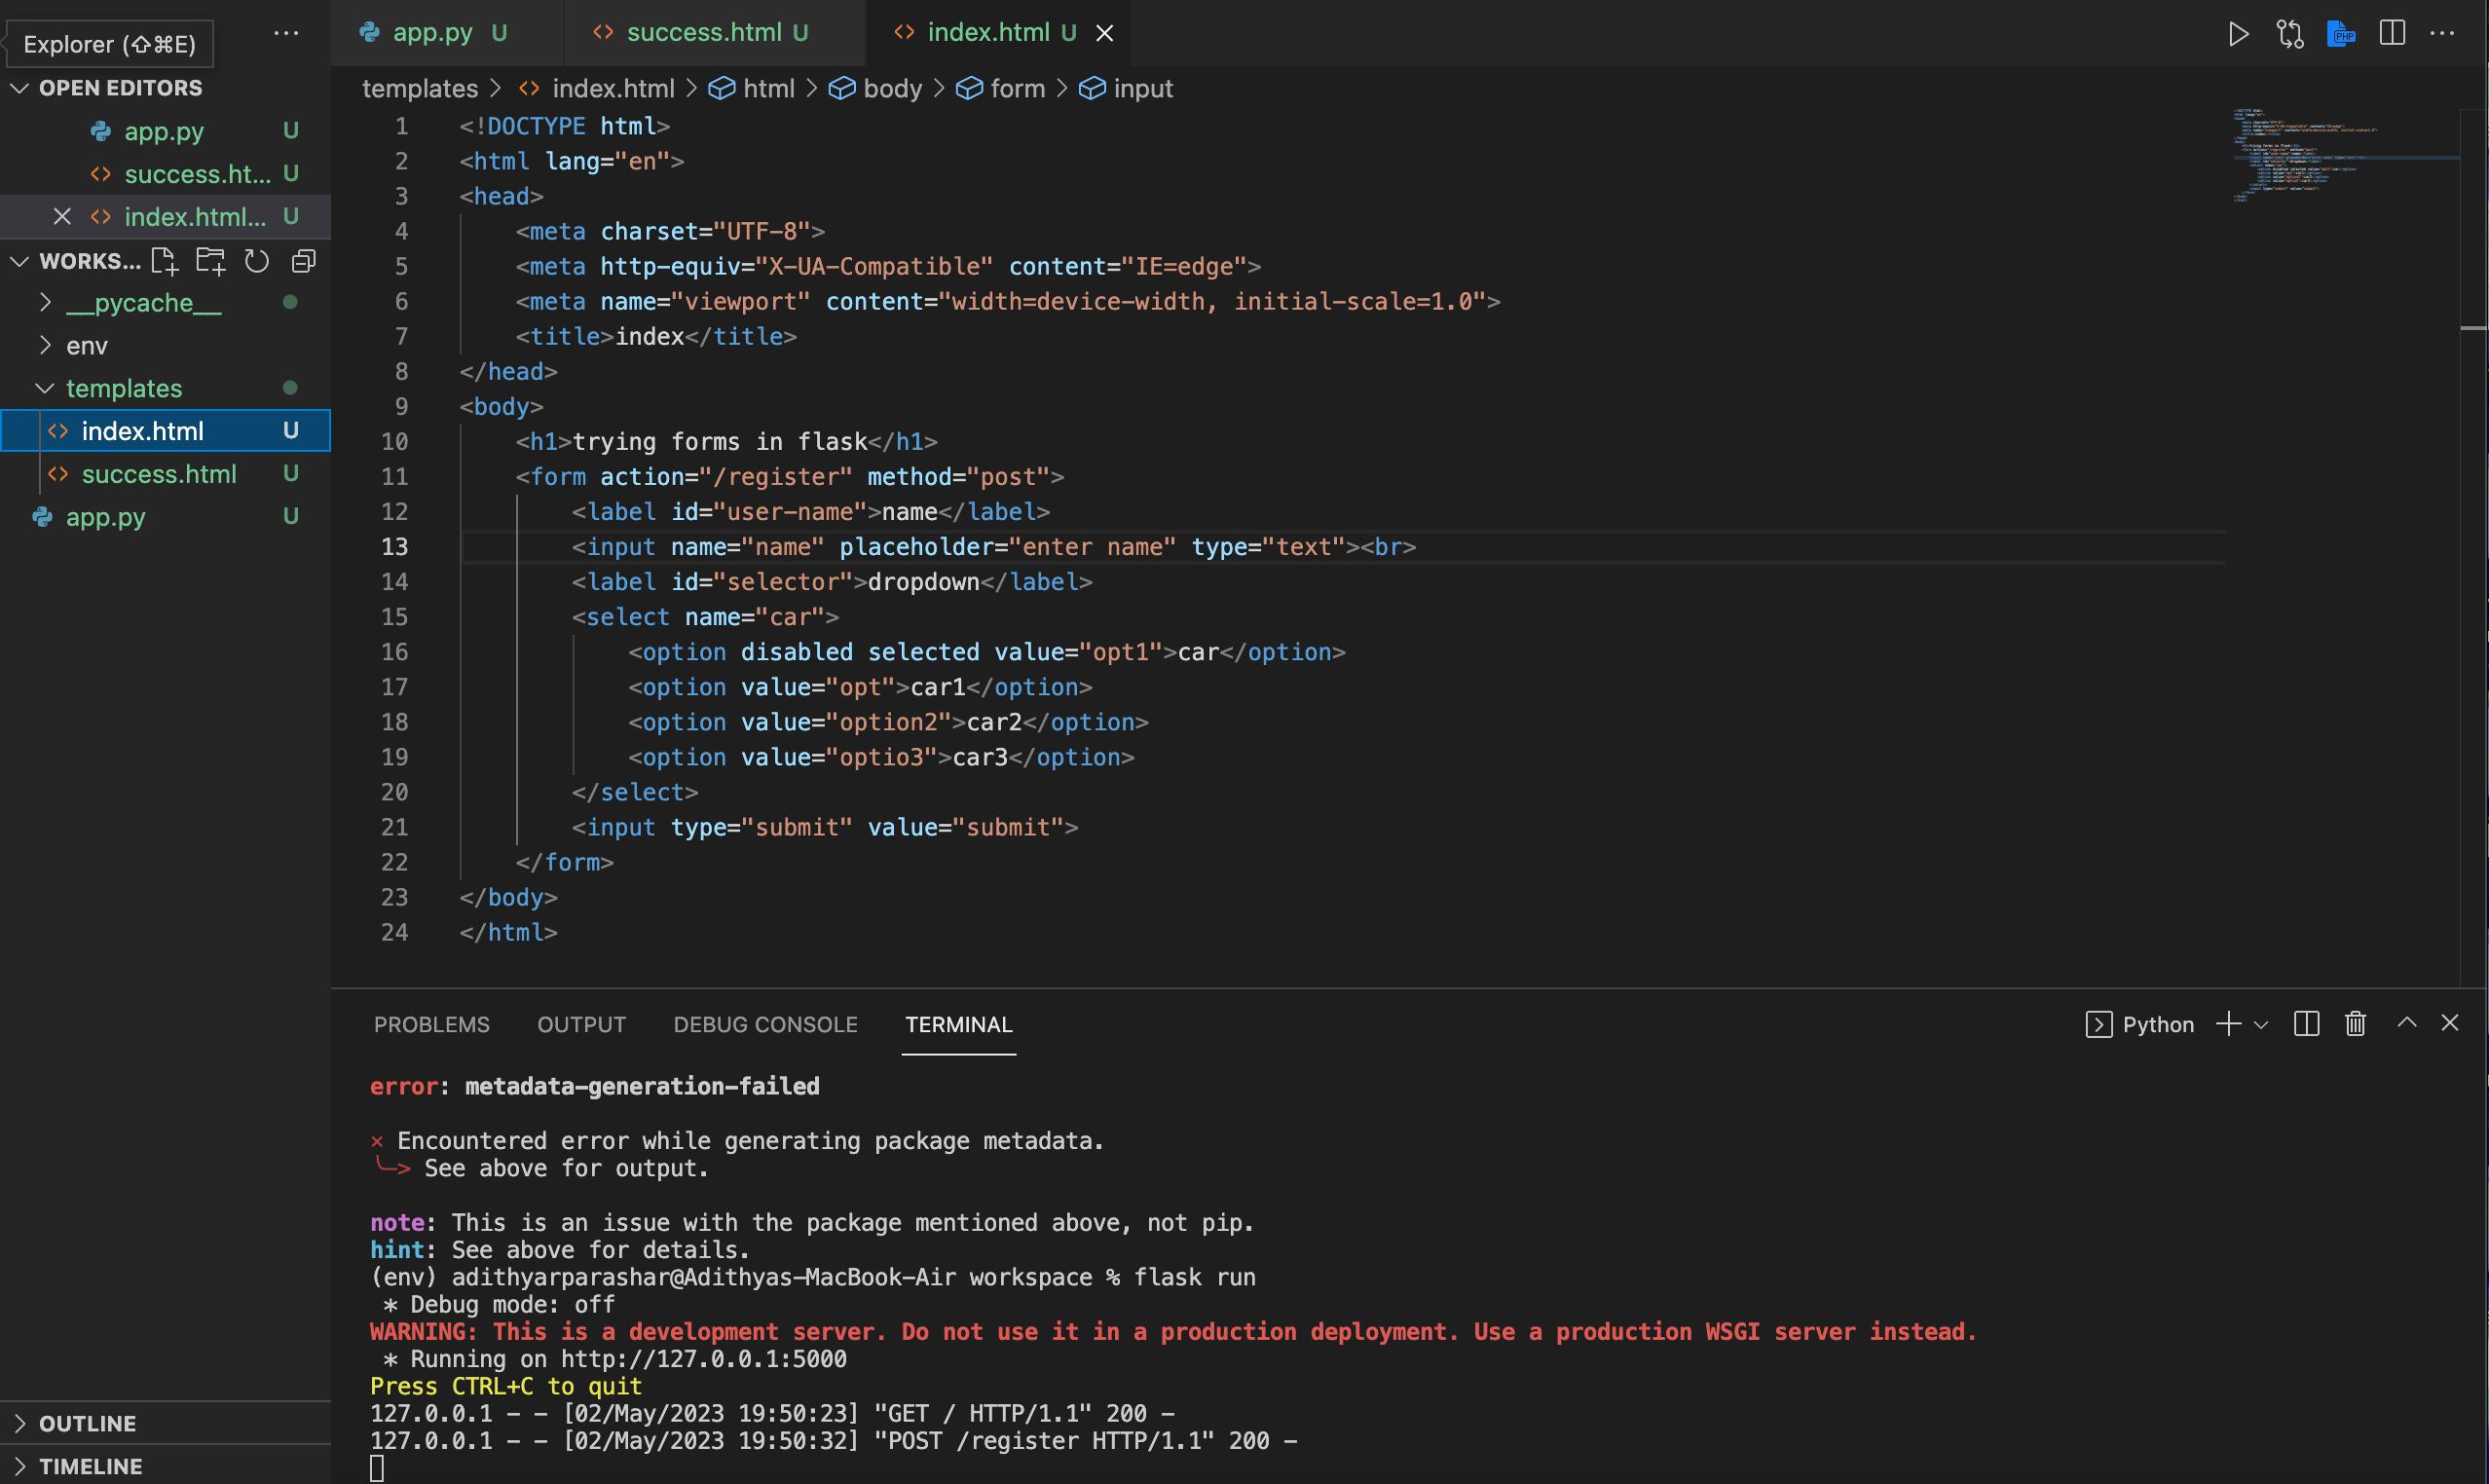 Explorer (⇧⌘E)
···
OPEN EDITORS
app.py U
success.ht... U
index.html... U
WORKS...
__pycache__
env
templates
index.html U
success.html U
app.py U
OUTLINE
TIMELINE
app.py U
success.html U
index.html U
templates > index.html > html > body > form > input
1 <!DOCTYPE html>
2 <html lang="en">
3 <head>
4     <meta charset="UTF-8">
5     <meta http-equiv="X-UA-Compatible" content="IE=edge">
6     <meta name="viewport" content="width=device-width, initial-scale=1.0">
7     <title>index</title>
8 </head>
9 <body>
10     <h1>trying forms in flask</h1>
11     <form action="/register" method="post">
12         <label id="user-name">name</label>
13         <input name="name" placeholder="enter name" type="text"><br>
14         <label id="selector">dropdown</label>
15         <select name="car">
16             <option disabled selected value="opt1">car</option>
17             <option value="opt">car1</option>
18             <option value="option2">car2</option>
19             <option value="optio3">car3</option>
20         </select>
21         <input type="submit" value="submit">
22     </form>
23 </body>
24 </html>
PROBLEMS OUTPUT DEBUG CONSOLE TERMINAL Python
error: metadata-generation-failed
× Encountered error while generating package metadata.
╰─> See above for output.
note: This is an issue with the package mentioned above, not pip.
hint: See above for details.
(env) adithyarparashar@Adithyas-MacBook-Air workspace % flask run
 * Debug mode: off
WARNING: This is a development server. Do not use it in a production deployment. Use a production WSGI server instead.
 * Running on http://127.0.0.1:5000
Press CTRL+C to quit
127.0.0.1 - - [02/May/2023 19:50:23] "GET / HTTP/1.1" 200 -
127.0.0.1 - - [02/May/2023 19:50:32] "POST /register HTTP/1.1" 200 -